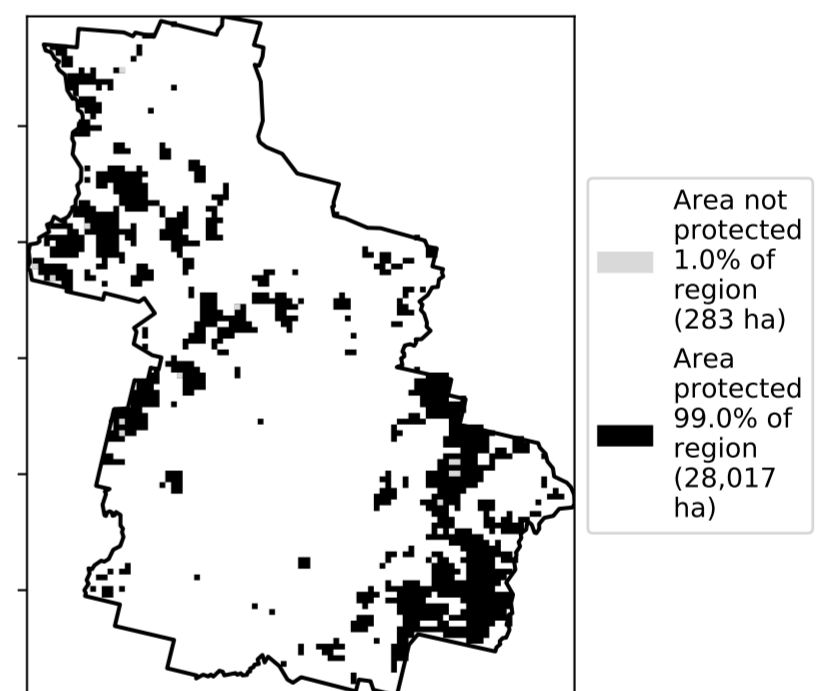 Area not
protected
1.0% of
region
(283 ha)
Area
protected
99.0% of
region
(28,017
ha)